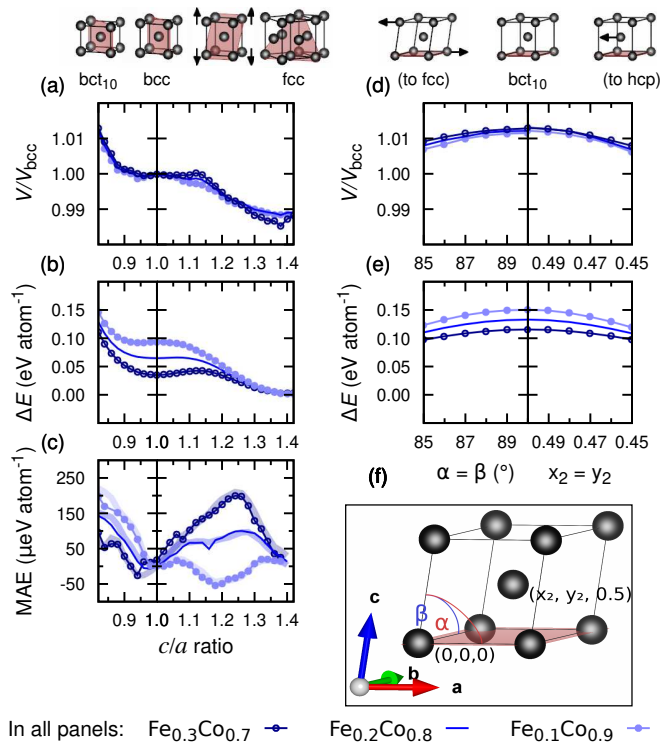 bct₁₀ bcc fcc (to fcc) bct₁₀ (to hcp)
(a) (d)
V/V_bcc 1.01 1.00 0.99
0.9 1.0 1.1 1.2 1.3 1.4
V/V_bcc 1.01 1.00 0.99
85 87 89 0.49 0.47 0.45
(b) (e)
ΔE (eV atom⁻¹) 0.15 0.10 0.05 0.00
0.9 1.0 1.1 1.2 1.3 1.4
ΔE (eV atom⁻¹) 0.15 0.10 0.05 0.00
85 87 89 0.49 0.47 0.45
α = β (°) x₂ = y₂
(c)
MAE (μeV atom⁻¹) 250 150 50 -50
0.9 1.0 1.1 1.2 1.3 1.4
c/a ratio
(f)
c
β α
(x₂, y₂, 0.5)
(0,0,0)
b
a
In all panels: Fe₀.₃Co₀.₇ Fe₀.₂Co₀.₈ Fe₀.₁Co₀.₉